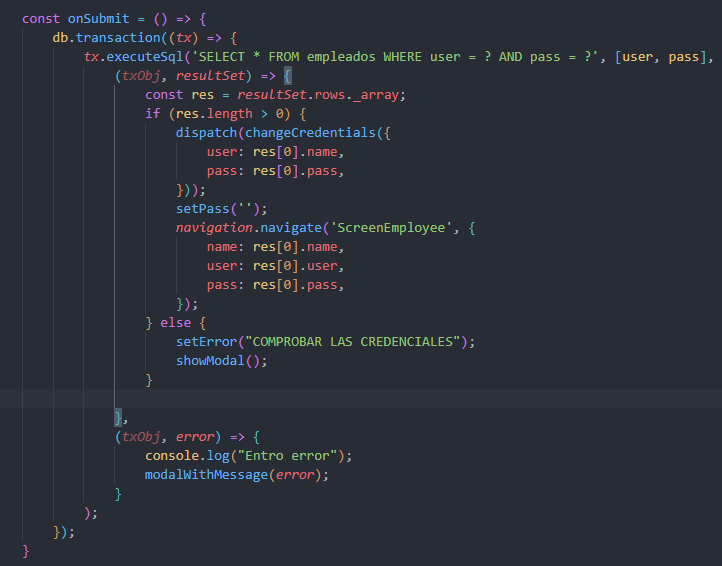 const onSubmit = () => {
    db.transaction((tx) => {
        tx.executeSql('SELECT * FROM empleados WHERE user = ? AND pass = ?', [user, pass],
            (txObj, resultSet) => {
                const res = resultSet.rows._array;
                if (res.length > 0) {
                    dispatch(changeCredentials({
                        user: res[0].name,
                        pass: res[0].pass,
                    }));
                    setPass('');
                    navigation.navigate('ScreenEmployee', {
                        name: res[0].name,
                        user: res[0].user,
                        pass: res[0].pass,
                    });
                } else {
                    setError("COMPROBAR LAS CREDENCIALES");
                    showModal();
                }
            },
            (txObj, error) => {
                console.log("Entro error");
                modalWithMessage(error);
            }
        );
    });
}